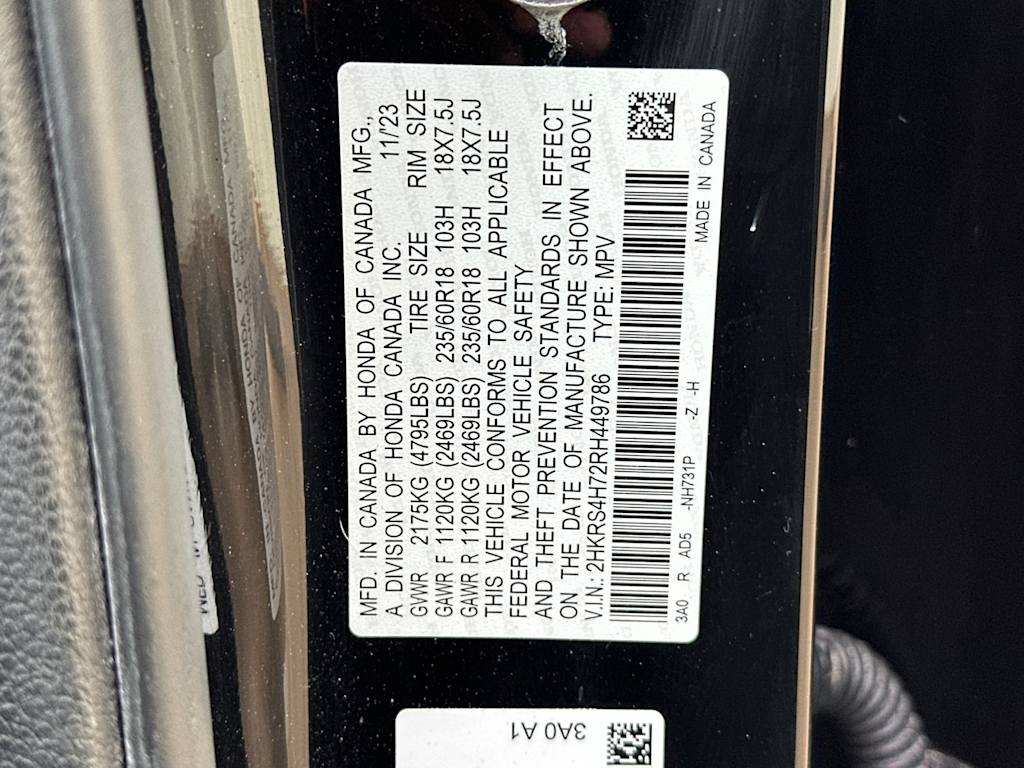 MFD. IN CANADA BY HONDA OF CANADA MFG.,
A DIVISION OF HONDA CANADA INC. 11/'23
GVWR 2175KG (4795LBS) TIRE SIZE RIM SIZE
GAWR F 1120KG (2469LBS) 235/60R18 103H 18X7.5J
GAWR R 1120KG (2469LBS) 235/60R18 103H 18X7.5J
THIS VEHICLE CONFORMS TO ALL APPLICABLE
FEDERAL MOTOR VEHICLE SAFETY
AND THEFT PREVENTION STANDARDS IN EFFECT
ON THE DATE OF MANUFACTURE SHOWN ABOVE.
V.I.N.: 2HKRS4H72RH449786 TYPE: MPV
3A0 R AD5 -NH731P -Z -H MADE IN CANADA
3A0 A1